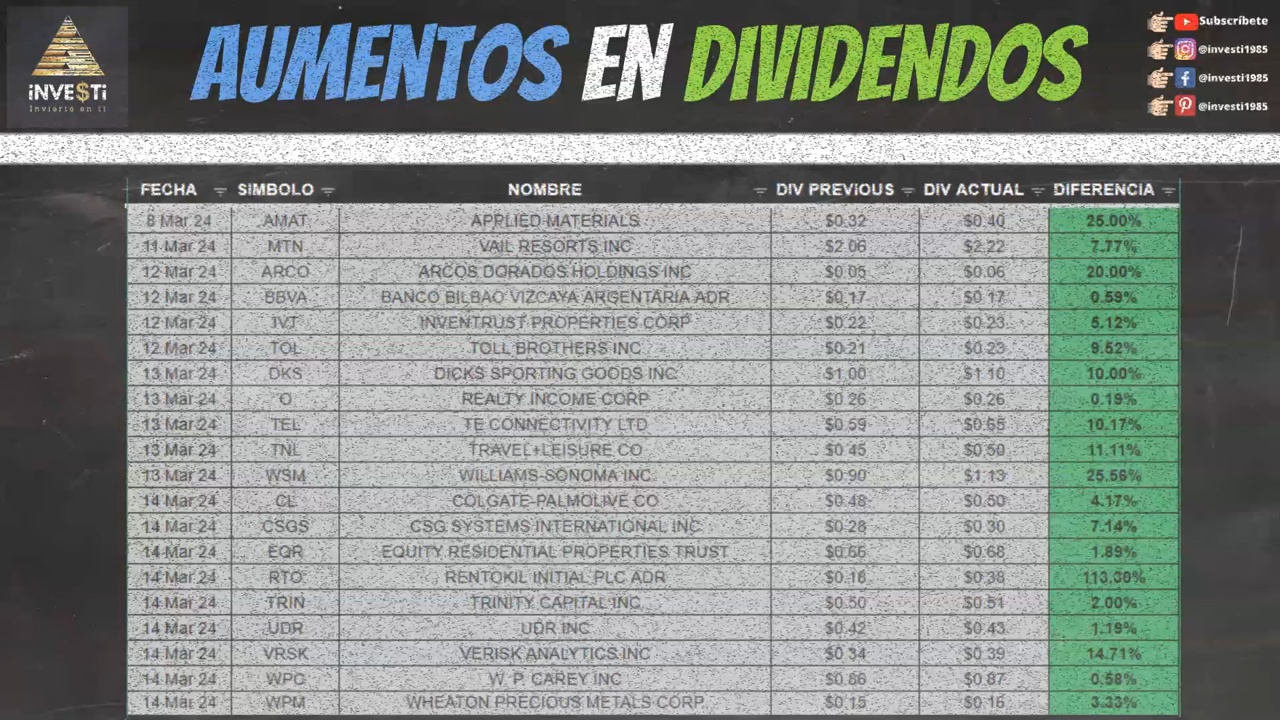 INVE$Ti
Invierto en ti
AUMENTOS EN DIVIDENDOS
Subscríbete
@investi1985
@investi1985
@investi1985
FECHA SIMBOLO NOMBRE DIV PREVIOUS DIV ACTUAL DIFERENCIA
8 Mar 24 AMAT APPLIED MATERIALS $0.32 $0.40 25.00%
11 Mar 24 MTN VAIL RESORTS INC $2.06 $2.22 7.77%
12 Mar 24 ARCO ARCOS DORADOS HOLDINGS INC $0.05 $0.06 20.00%
12 Mar 24 BBVA BANCO BILBAO VIZCAYA ARGENTARIA ADR $0.17 $0.17 0.59%
12 Mar 24 IVT INVENTRUST PROPERTIES CORP $0.22 $0.23 5.12%
12 Mar 24 TOL TOLL BROTHERS INC $0.21 $0.23 9.52%
13 Mar 24 DKS DICKS SPORTING GOODS INC $1.00 $1.10 10.00%
13 Mar 24 O REALTY INCOME CORP $0.26 $0.26 0.19%
13 Mar 24 TEL TE CONNECTIVITY LTD $0.59 $0.65 10.17%
13 Mar 24 TNL TRAVEL+LEISURE CO $0.45 $0.50 11.11%
13 Mar 24 WSM WILLIAMS-SONOMA INC $0.90 $1.13 25.56%
14 Mar 24 CL COLGATE-PALMOLIVE CO $0.48 $0.50 4.17%
14 Mar 24 CSGS CSG SYSTEMS INTERNATIONAL INC $0.28 $0.30 7.14%
14 Mar 24 EQR EQUITY RESIDENTIAL PROPERTIES TRUST $0.66 $0.68 1.89%
14 Mar 24 RTO RENTOKIL INITIAL PLC ADR $0.18 $0.38 113.30%
14 Mar 24 TRIN TRINITY CAPITAL INC $0.50 $0.51 2.00%
14 Mar 24 UDR UDR INC $0.42 $0.43 1.19%
14 Mar 24 VRSK VERISK ANALYTICS INC $0.34 $0.39 14.71%
14 Mar 24 WPC W. P. CAREY INC $0.86 $0.87 0.58%
14 Mar 24 WPM WHEATON PRECIOUS METALS CORP $0.15 $0.16 3.33%